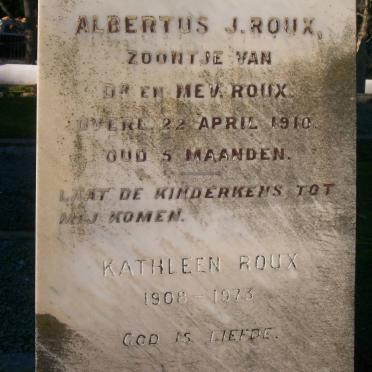 ALBERTUS J. ROUX,
ZOONTJE VAN
DR EN MEV. ROUX.
OVERL. 22 APRIL 1910.
OUD 5 MAANDEN.
LAAT DE KINDERKENS TOT
MIJ KOMEN.
KATHLEEN ROUX
1908 - 1973
GOD IS LIEFDE.